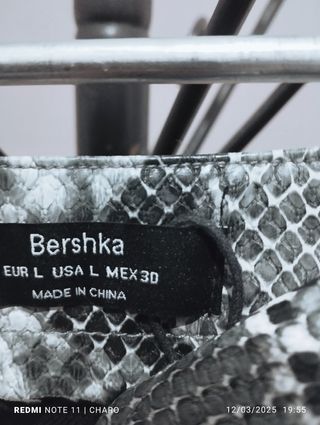 Bershka
EUR L USA L MEX 30
MADE IN CHINA
REDMI NOTE 11 | CHARO
12/03/2025 19:55